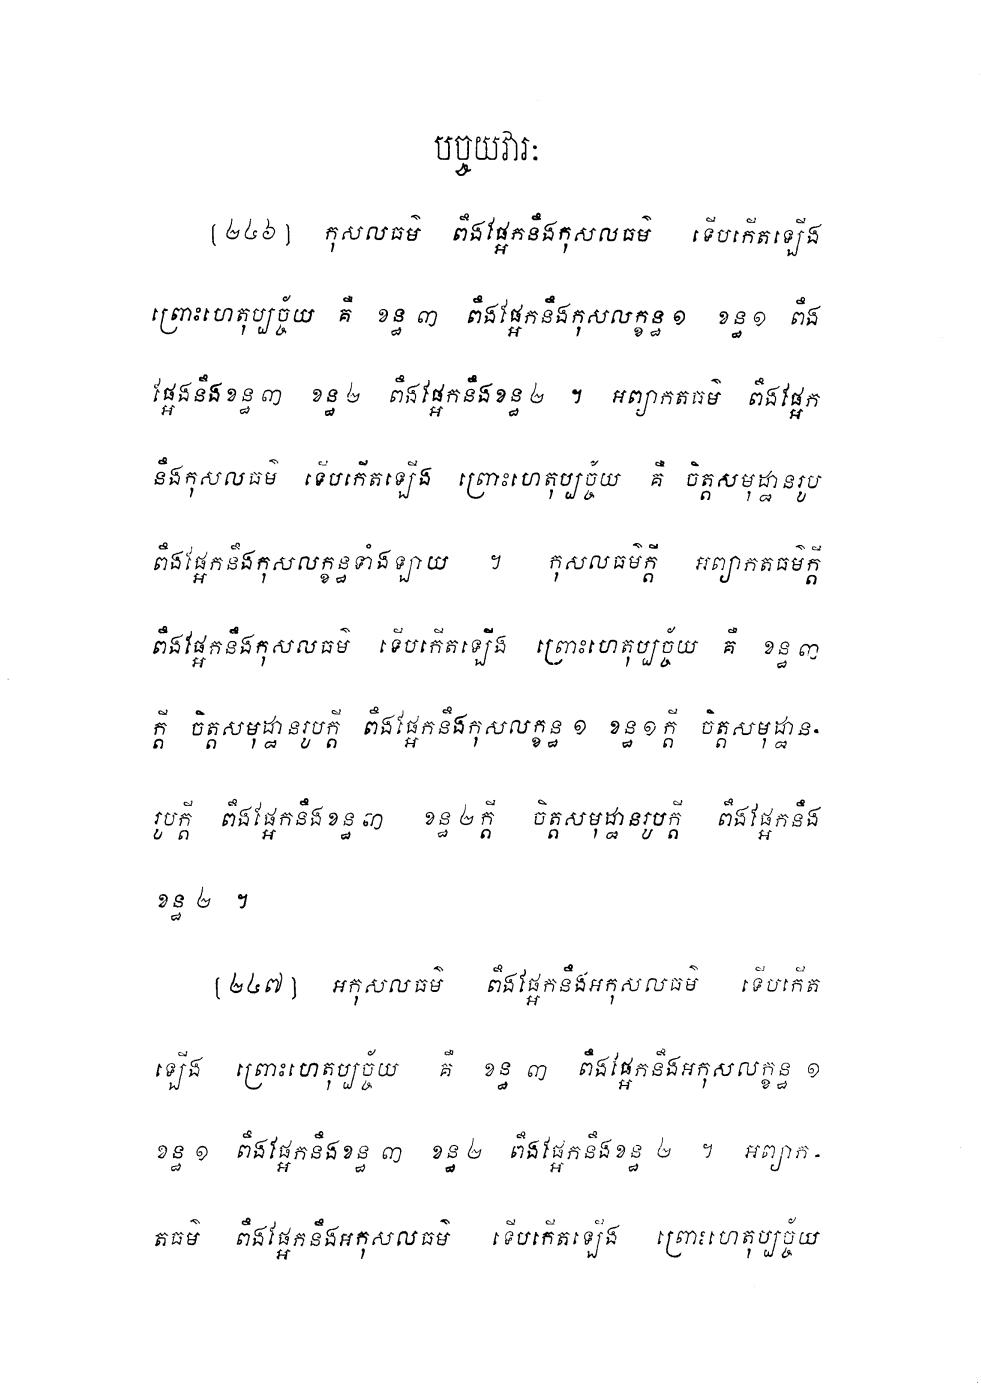 បច្ចយវារៈ
[២៤៦] កុសលធម៌ ពឹងផ្អែកនឹងកុសលធម៌ ទើបកើតឡើង
ព្រោះហេតុប្បច្ច័យ គឺ ខន្ធ ៣ ពឹងផ្អែកនឹងកុសលក្ខន្ធ ១ ខន្ធ ១ ពឹង
ផ្អែងនឹងខន្ធ ៣ ខន្ធ ២ ពឹងផ្អែកនឹងខន្ធ ២ ។ អព្យាកតធម៌ ពឹងផ្អែក
នឹងកុសលធម៌ ទើបកើតឡើង ព្រោះហេតុប្បច្ច័យ គឺ ចិត្តសមុដ្ឋានរូប
ពឹងផ្អែកនឹងកុសលក្ខន្ធទាំងឡាយ ។ កុសលធម៌ក្តី អព្យាកតធម៌ក្តី
ពឹងផ្អែកនឹងកុសលធម៌ ទើបកើតឡើង ព្រោះហេតុប្បច្ច័យ គឺ ខន្ធ ៣
ក្តី ចិត្តសមុដ្ឋានរូបក្តី ពឹងផ្អែកនឹងកុសលក្ខន្ធ ១ ខន្ធ ១ ក្តី ចិត្តសមុដ្ឋាន-
រូបក្តី ពឹងផ្អែកនឹងខន្ធ ៣ ខន្ធ ២ ក្តី ចិត្តសមុដ្ឋានរូបក្តី ពឹងផ្អែកនឹង
ខន្ធ ២ ។
[២៤៧] អកុសលធម៌ ពឹងផ្អែកនឹងអកុសលធម៌ ទើបកើត
ឡើង ព្រោះហេតុប្បច្ច័យ គឺ ខន្ធ ៣ ពឹងផ្អែកនឹងអកុសលក្ខន្ធ ១
ខន្ធ ១ ពឹងផ្អែកនឹងខន្ធ ៣ ខន្ធ ២ ពឹងផ្អែកនឹងខន្ធ ២ ។ អព្យាក-
តធម៌ ពឹងផ្អែកនឹងអកុសលធម៌ ទើបកើតឡើង ព្រោះហេតុប្បច្ច័យ